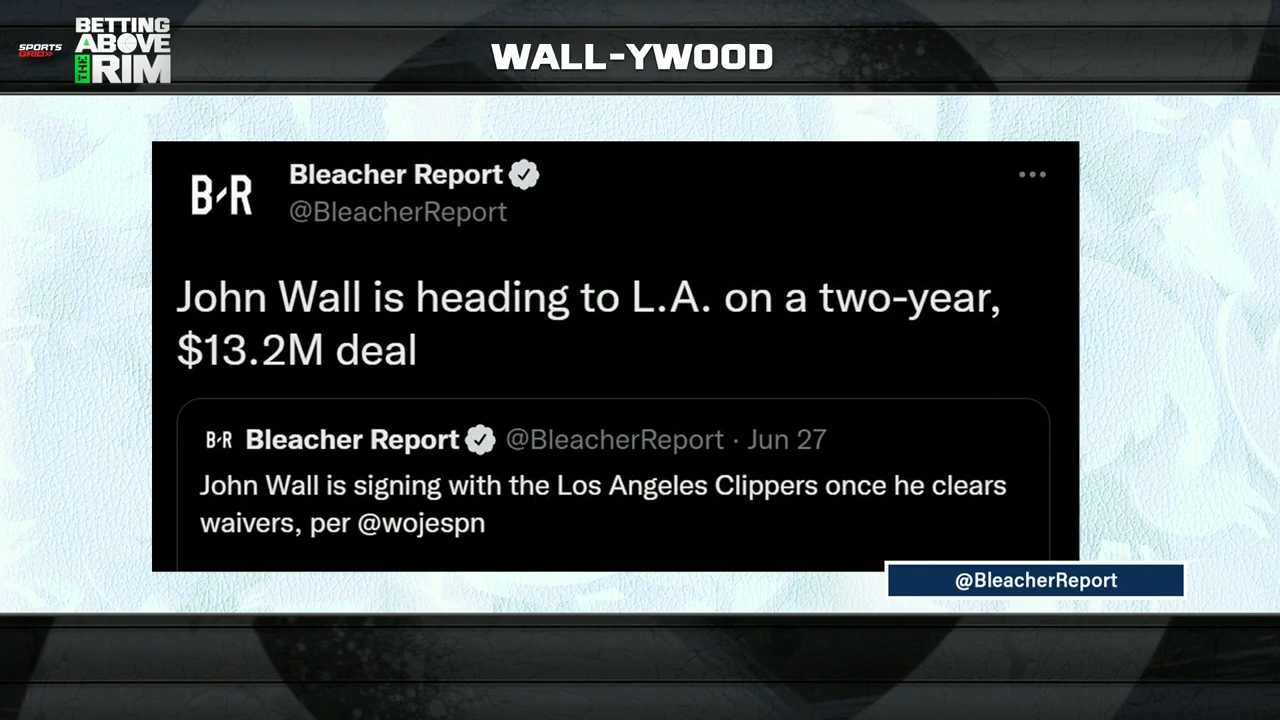 SPORTS
GRID»
BETTING
ABOVE
THE RIM
WALL-YWOOD
B/R
Bleacher Report
@BleacherReport
John Wall is heading to L.A. on a two-year,
$13.2M deal
B/R Bleacher Report @BleacherReport · Jun 27
John Wall is signing with the Los Angeles Clippers once he clears
waivers, per @wojespn
@BleacherReport